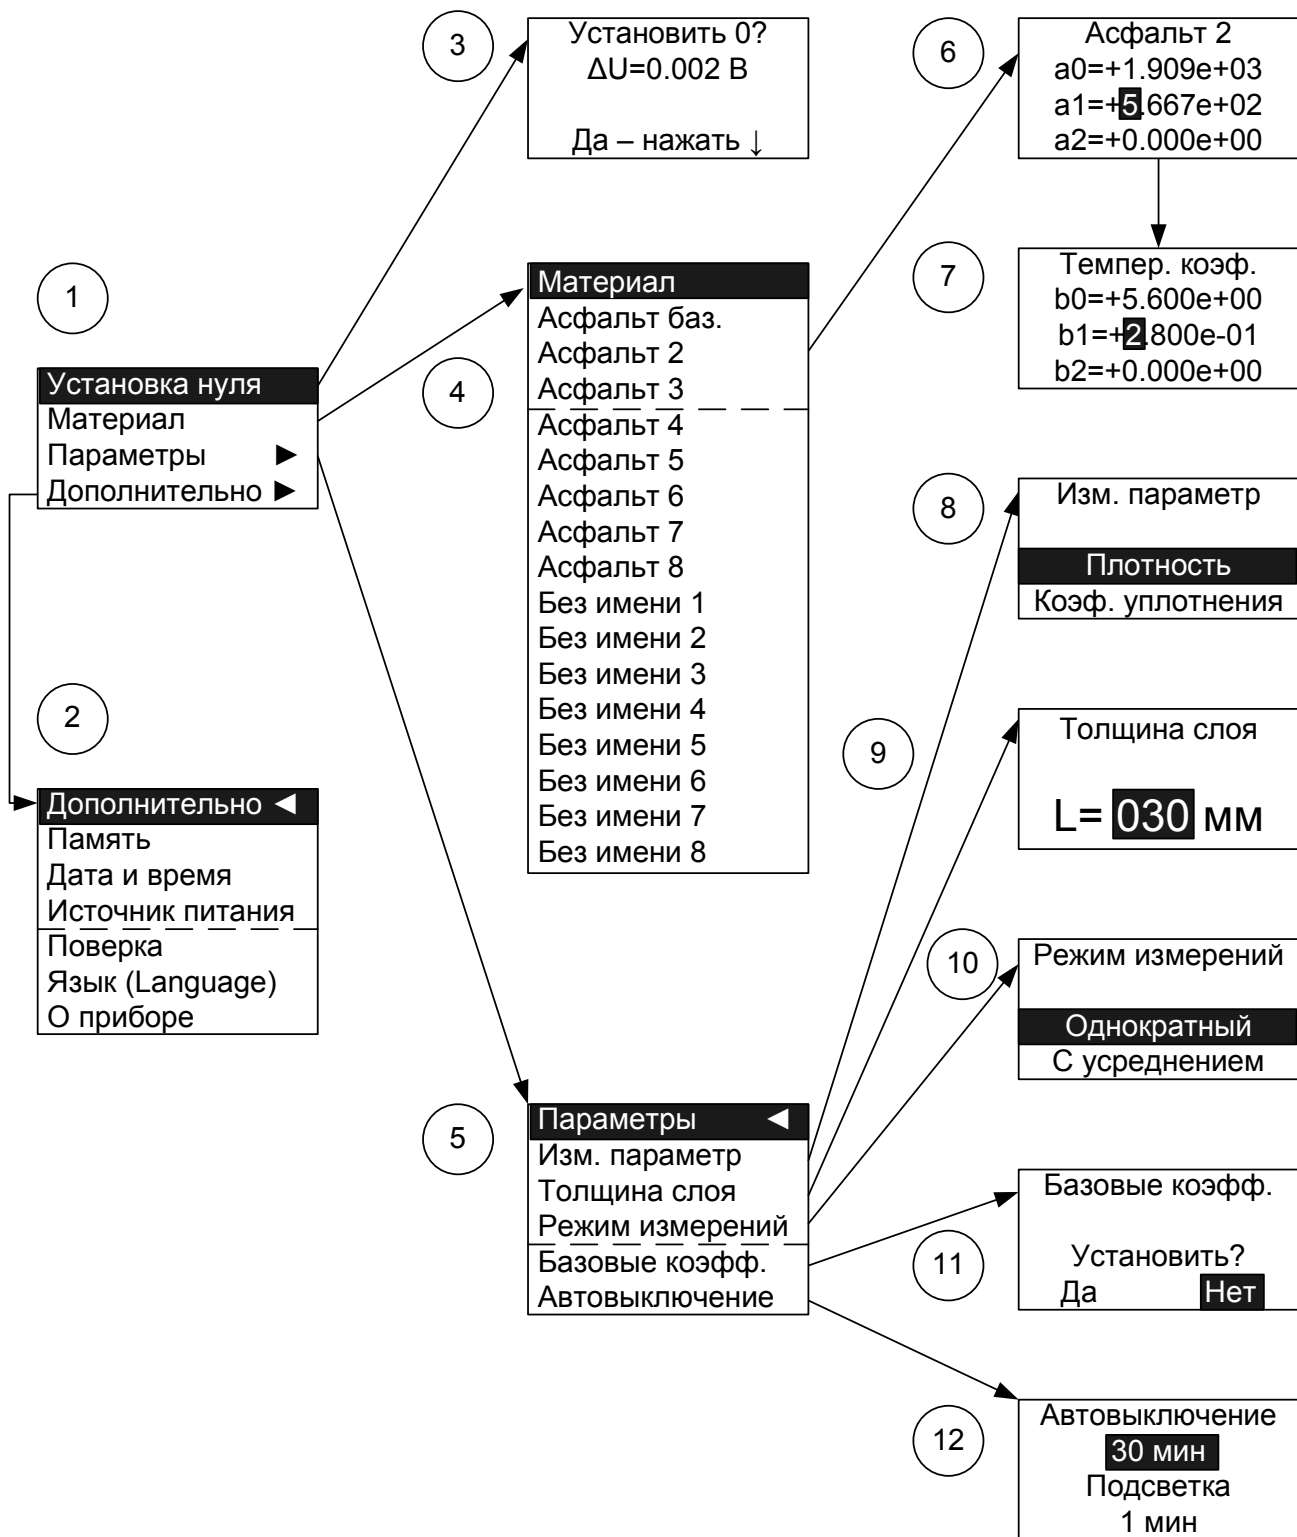 1
Установка нуля
Материал
Параметры ►
Дополнительно ►
2
Дополнительно ◄
Память
Дата и время
Источник питания
Поверка
Язык (Language)
О приборе
3
Установить 0?
ΔU=0.002 В
Да – нажать ↓
4
Материал
Асфальт баз.
Асфальт 2
Асфальт 3
Асфальт 4
Асфальт 5
Асфальт 6
Асфальт 7
Асфальт 8
Без имени 1
Без имени 2
Без имени 3
Без имени 4
Без имени 5
Без имени 6
Без имени 7
Без имени 8
5
Параметры ◄
Изм. параметр
Толщина слоя
Режим измерений
Базовые коэфф.
Автовыключение
6
Асфальт 2
a0=+1.909e+03
a1=+5.667e+02
a2=+0.000e+00
7
Темпер. коэф.
b0=+5.600e+00
b1=+2.800e-01
b2=+0.000e+00
8
Изм. параметр
Плотность
Коэф. уплотнения
9
Толщина слоя
L= 030 мм
10
Режим измерений
Однократный
С усреднением
11
Базовые коэфф.
Установить?
Да Нет
12
Автовыключение
30 мин
Подсветка
1 мин